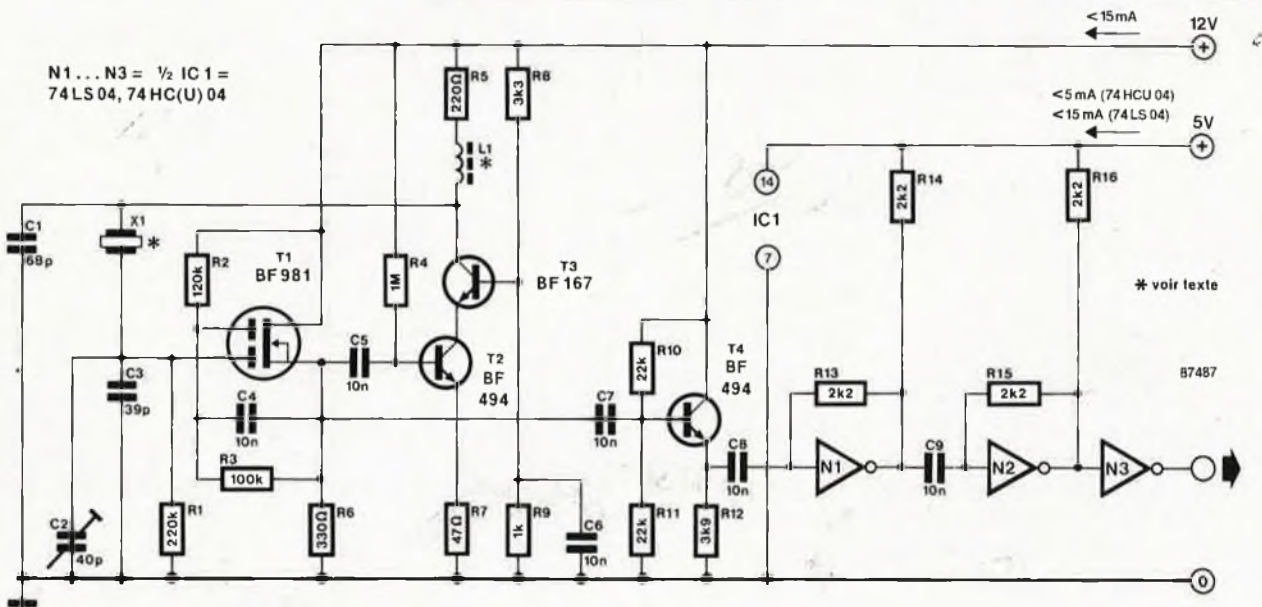 N1...N3 = ½ IC 1 =
74 LS 04, 74 HC(U) 04
<15mA
12V
+
<5 mA (74 HCU 04)
<15 mA (74 LS 04)
5V
+
R5
220Ω
R8
3k3
L1
*
C1
68p
X1
*
R2
120k
T1
BF 981
R4
1M
T3
BF 167
14
IC1
7
R14
2k2
R16
2k2
* voir texte
C3
39p
C5
10n
T2
BF
494
R10
22k
T4
BF
494
R13
2k2
R15
2k2
87487
C4
10n
C7
10n
R3
100k
C8
10n
N1
C9
10n
N2
N3
C2
40p
R1
220k
R6
330Ω
R7
47Ω
R9
1k
C6
10n
R11
22k
R12
3k9
0